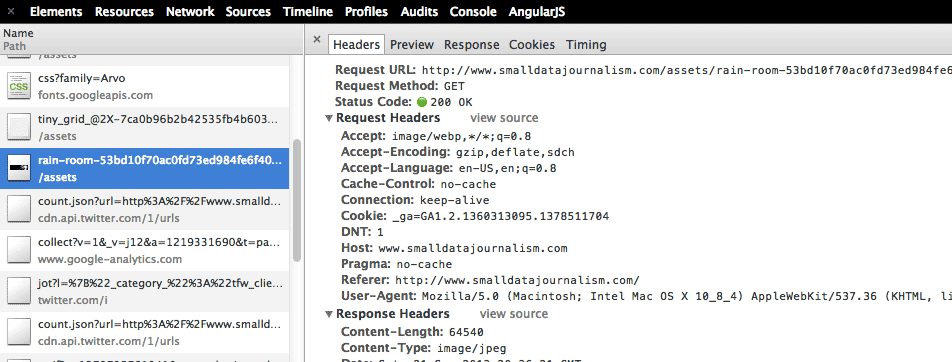 × Elements Resources Network Sources Timeline Profiles Audits Console AngularJS
Name
Path
/assets
css?family=Arvo
fonts.googleapis.com
tiny_grid_@2X-7ca0b96b2b42535fb4b603...
/assets
rain-room-53bd10f70ac0fd73ed984fe6f40...
/assets
count.json?url=http%3A%2F%2Fwww.smalld...
cdn.api.twitter.com/1/urls
collect?v=1&_v=j12&a=1219331690&t=pa...
www.google-analytics.com
jot?l=%7B%22_category_%22%3A%22tfw_clie...
twitter.com/i
count.json?url=http%3A%2F%2Fwww.smalld...
cdn.api.twitter.com/1/urls
× Headers Preview Response Cookies Timing
Request URL: http://www.smalldatajournalism.com/assets/rain-room-53bd10f70ac0fd73ed984fe6
Request Method: GET
Status Code: 200 OK
▼ Request Headers view source
Accept: image/webp,*/*;q=0.8
Accept-Encoding: gzip,deflate,sdch
Accept-Language: en-US,en;q=0.8
Cache-Control: no-cache
Connection: keep-alive
Cookie: _ga=GA1.2.1360313095.1378511704
DNT: 1
Host: www.smalldatajournalism.com
Pragma: no-cache
Referer: http://www.smalldatajournalism.com/
User-Agent: Mozilla/5.0 (Macintosh; Intel Mac OS X 10_8_4) AppleWebKit/537.36 (KHTML, li
▼ Response Headers view source
Content-Length: 64540
Content-Type: image/jpeg